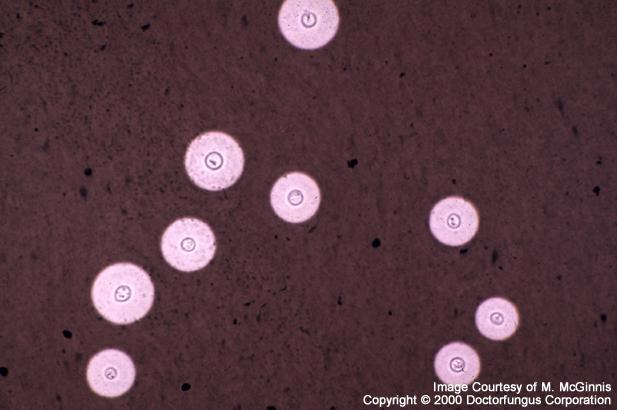 Image Courtesy of M. McGinnis
Copyright © 2000 Doctorfungus Corporation